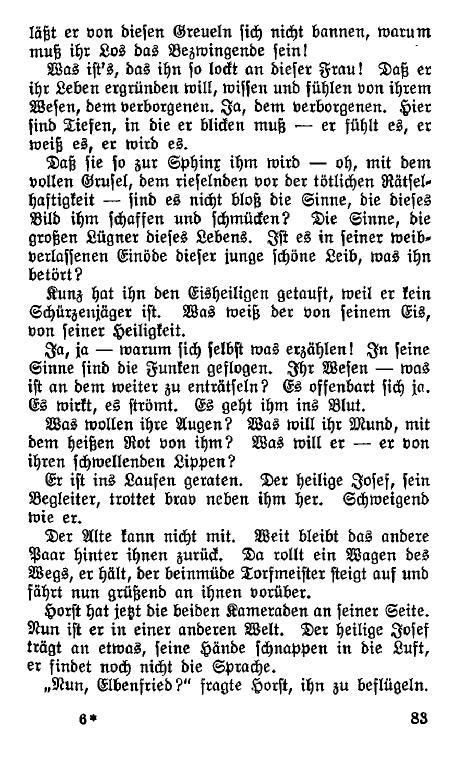 läßt er von diesen Greueln sich nicht bannen, warum
muß ihr Los das Bezwingende sein!
Was ist's, das ihn so lockt an dieser Frau! Daß er
ihr Leben ergründen will, wissen und fühlen von ihrem
Wesen, dem verborgenen. Ja, dem verborgenen. Hier
sind Tiefen, in die er blicken muß — er fühlt es, er
weiß es, er wird es.
Daß sie so zur Sphinx ihm wird — oh, mit dem
vollen Grusel, dem rieselnden vor der tötlichen Rätsel-
haftigkeit — sind es nicht bloß die Sinne, die dieses
Bild ihm schaffen und schmücken? Die Sinne, die
großen Lügner dieses Lebens. Ist es in seiner weib-
verlassenen Einöde dieser junge schöne Leib, was ihn
betört?
Kunz hat ihn den Eisheiligen getauft, weil er kein
Schürzenjäger ist. Was weiß der von seinem Eis,
von seiner Heiligkeit.
Ja, ja — warum sich selbst was erzählen! In seine
Sinne sind die Funken geflogen. Ihr Wesen — was
ist an dem weiter zu enträtseln? Es offenbart sich ja.
Es wirkt, es strömt. Es geht ihm ins Blut.
Was wollen ihre Augen? Was will ihr Mund, mit
dem heißen Rot von ihm? Was will er — er von
ihren schwellenden Lippen?
Er ist ins Laufen geraten. Der heilige Josef, sein
Begleiter, trottet brav neben ihm her. Schweigend
wie er.
Der Alte kann nicht mit. Weit bleibt das andere
Paar hinter ihnen zurück. Da rollt ein Wagen des
Wegs, er hält, der beinmüde Torfmeister steigt auf und
fährt nun grüßend an ihnen vorüber.
Horst hat jetzt die beiden Kameraden an seiner Seite.
Nun ist er in einer anderen Welt. Der heilige Josef
trägt an etwas, seine Hände schnappen in die Luft,
er findet noch nicht die Sprache.
„Nun, Elbenfried?“ fragte Horst, ihn zu beflügeln.
6* 83